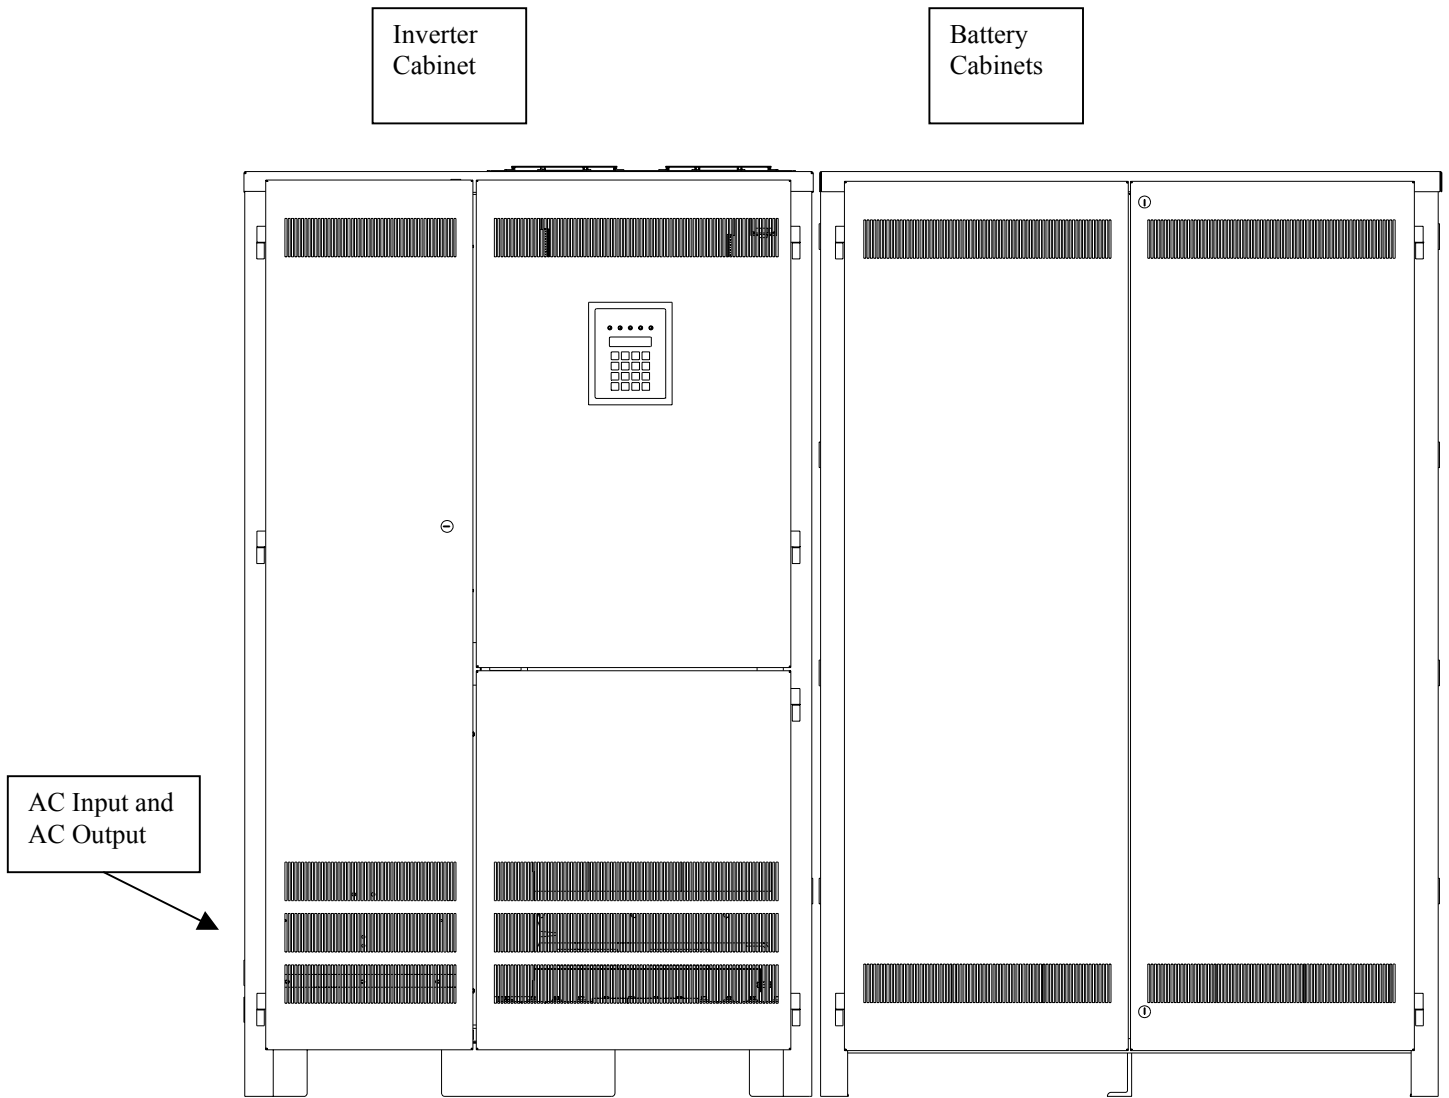 Inverter
Cabinet
Battery
Cabinets
AC Input and
AC Output